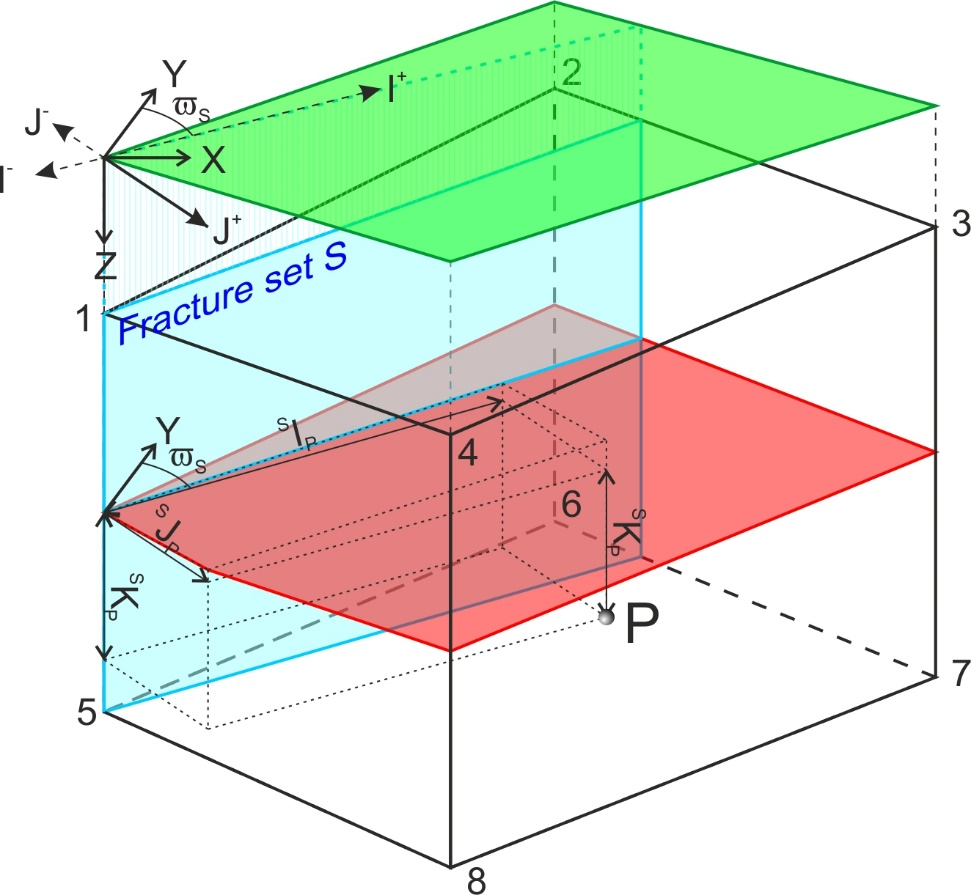 2
Y
ϖS
I+
J-
I-
X
J+
Z
3
1
Fracture set S
Y
ϖS
SIP
4
SJP
6
SKP
SKP
P
5
7
8